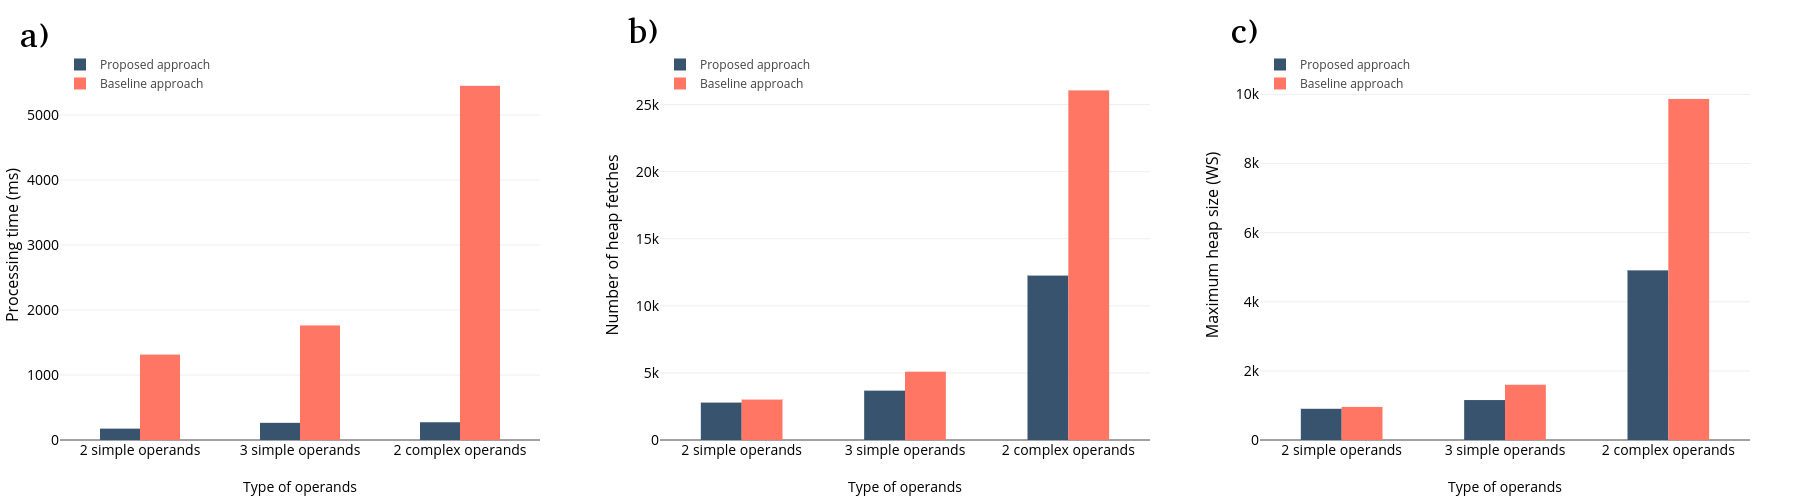 a)
Proposed approach
Baseline approach
Processing time (ms)
5000
4000
3000
2000
1000
0
2 simple operands
3 simple operands
2 complex operands
Type of operands
b)
Proposed approach
Baseline approach
Number of heap fetches
25k
20k
15k
10k
5k
0
2 simple operands
3 simple operands
2 complex operands
Type of operands
c)
Proposed approach
Baseline approach
Maximum heap size (WS)
10k
8k
6k
4k
2k
0
2 simple operands
3 simple operands
2 complex operands
Type of operands